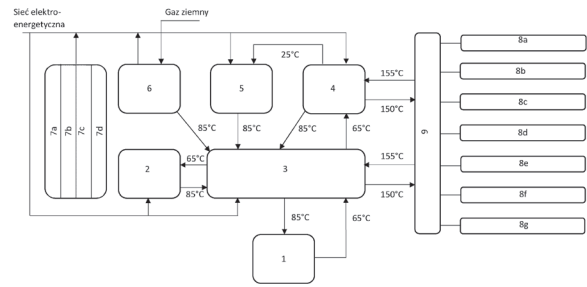 Sieć elektro-
energetyczna
Gaz ziemny
25°C
155°C
150°C
65°C
85°C
85°C
85°C
65°C
85°C
155°C
150°C
85°C
65°C
7a
7b
7c
7d
6
5
4
2
3
1
9
8a
8b
8c
8d
8e
8f
8g